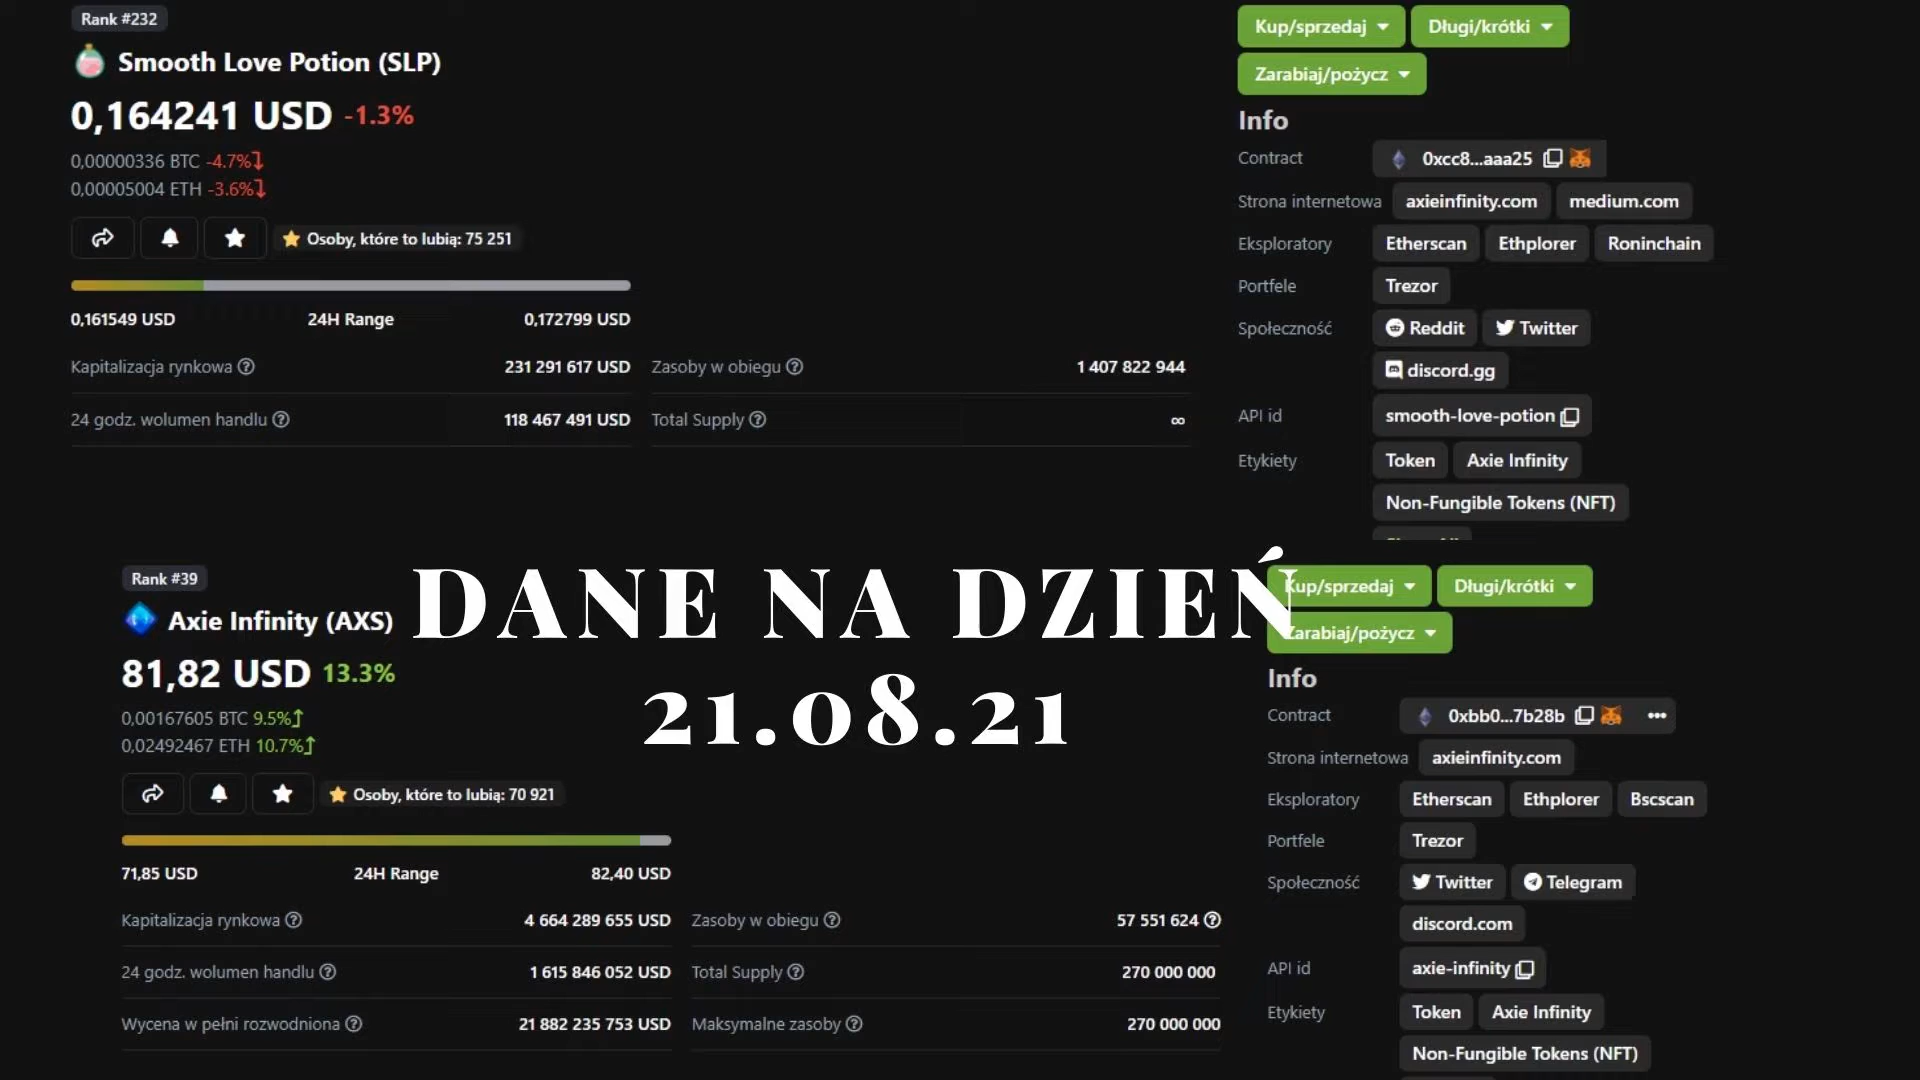 Rank #232
Smooth Love Potion (SLP)
0,164241 USD -1.3%
0,00000336 BTC -4.7%
0,00005004 ETH -3.6%
Osoby, które to lubią: 75 251
0,161549 USD 24H Range 0,172799 USD
Kapitalizacja rynkowa 231 291 617 USD Zasoby w obiegu 1 407 822 944
24 godz. wolumen handlu 118 467 491 USD Total Supply ∞
Kup/sprzedaj Długi/krótki
Zarabiaj/pożycz
Info
Contract 0xcc8...aaa25
Strona internetowa axieinfinity.com medium.com
Eksploratory Etherscan Ethplorer Roninchain
Portfele Trezor
Społeczność Reddit Twitter
discord.gg
API id smooth-love-potion
Etykiety Token Axie Infinity
Non-Fungible Tokens (NFT)
DANE NA DZIEŃ
21.08.21
Rank #39
Axie Infinity (AXS)
81,82 USD 13.3%
0,00167605 BTC 9.5%
0,02492467 ETH 10.7%
Osoby, które to lubią: 70 921
71,85 USD 24H Range 82,40 USD
Kapitalizacja rynkowa 4 664 289 655 USD Zasoby w obiegu 57 551 624
24 godz. wolumen handlu 1 615 846 052 USD Total Supply 270 000 000
Wycena w pełni rozwodniona 21 882 235 753 USD Maksymalne zasoby 270 000 000
Kup/sprzedaj Długi/krótki
Zarabiaj/pożycz
Info
Contract 0xbb0...7b28b •••
Strona internetowa axieinfinity.com
Eksploratory Etherscan Ethplorer Bscscan
Portfele Trezor
Społeczność Twitter Telegram
discord.com
API id axie-infinity
Etykiety Token Axie Infinity
Non-Fungible Tokens (NFT)